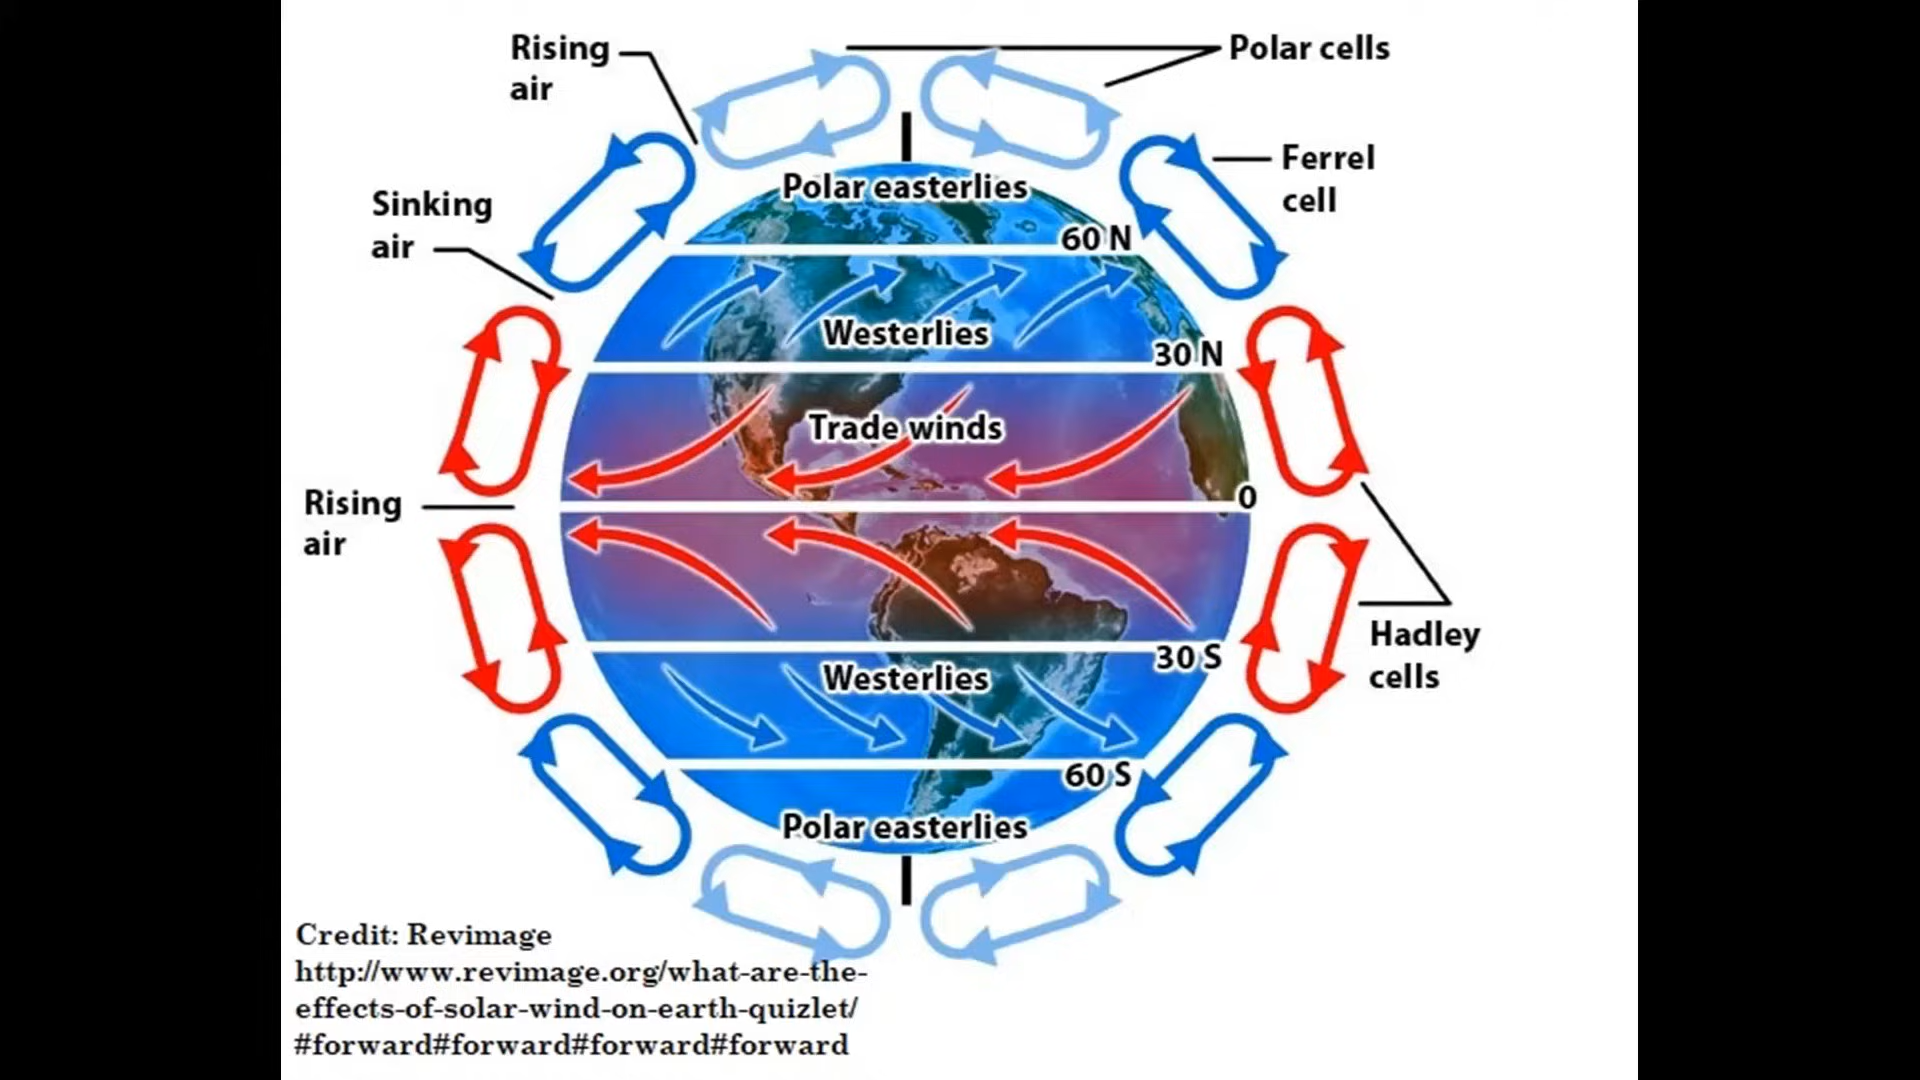 Rising
air
Polar cells
Ferrel
cell
Sinking
air
Polar easterlies
60 N
Westerlies
30 N
Trade winds
0
Rising
air
Hadley
cells
30 S
Westerlies
60 S
Polar easterlies
Credit: Revimage
http://www.revimage.org/what-are-the-
effects-of-solar-wind-on-earth-quizlet/
#forward#forward#forward#forward